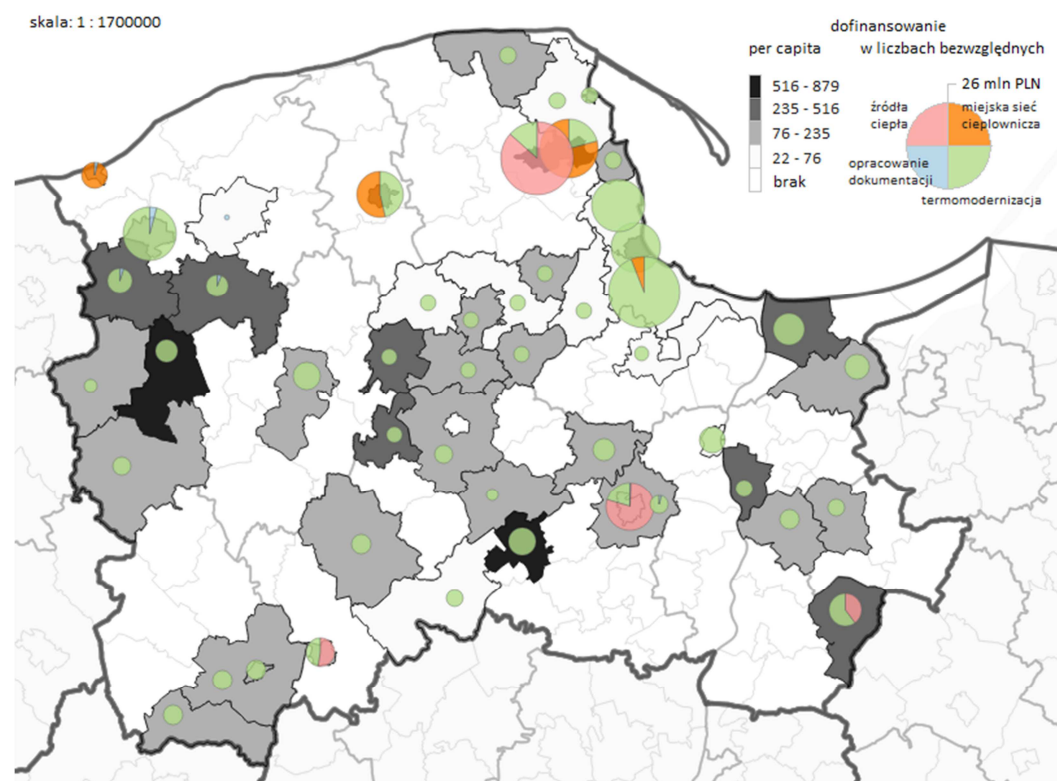 skala: 1 : 1700000
dofinansowanie
per capita
w liczbach bezwzględnych
516 - 879
235 - 516
76 - 235
22 - 76
brak
26 mln PLN
źródła
ciepła
miejska sieć
cieplownicza
opracowanie
dokumentacji
termomodernizacja